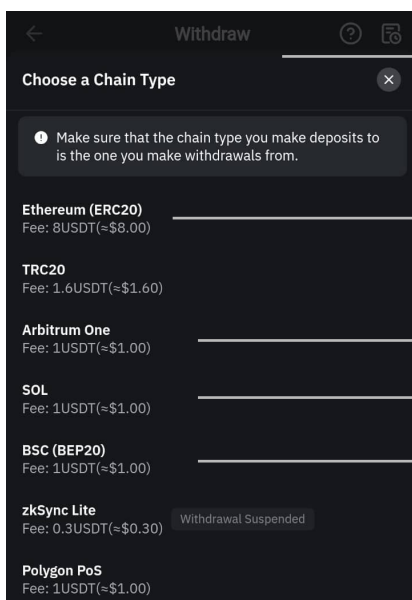 Withdraw
Choose a Chain Type
Make sure that the chain type you make deposits to
is the one you make withdrawals from.
Ethereum (ERC20)
Fee: 8USDT(≈$8.00)
TRC20
Fee: 1.6USDT(≈$1.60)
Arbitrum One
Fee: 1USDT(≈$1.00)
SOL
Fee: 1USDT(≈$1.00)
BSC (BEP20)
Fee: 1USDT(≈$1.00)
zkSync Lite
Fee: 0.3USDT(≈$0.30)
Withdrawal Suspended
Polygon PoS
Fee: 1USDT(≈$1.00)